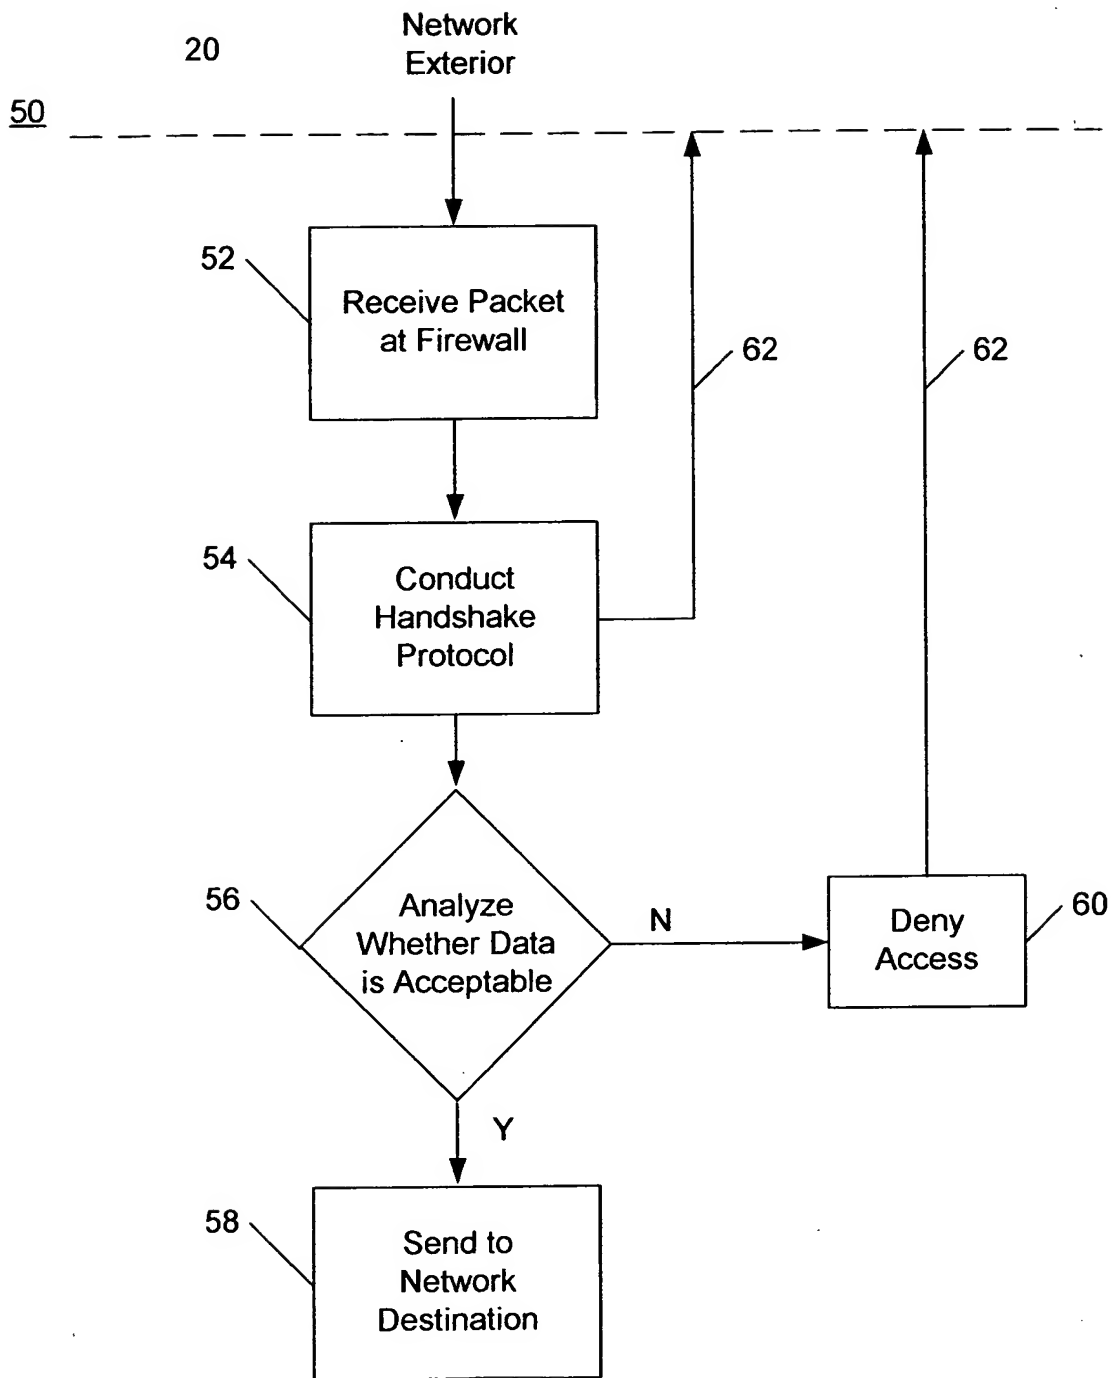 20
Network
Exterior
50
52
Receive Packet
at Firewall
62
62
54
Conduct
Handshake
Protocol
56
Analyze
Whether Data
is Acceptable
N
Deny
Access
60
Y
58
Send to
Network
Destination